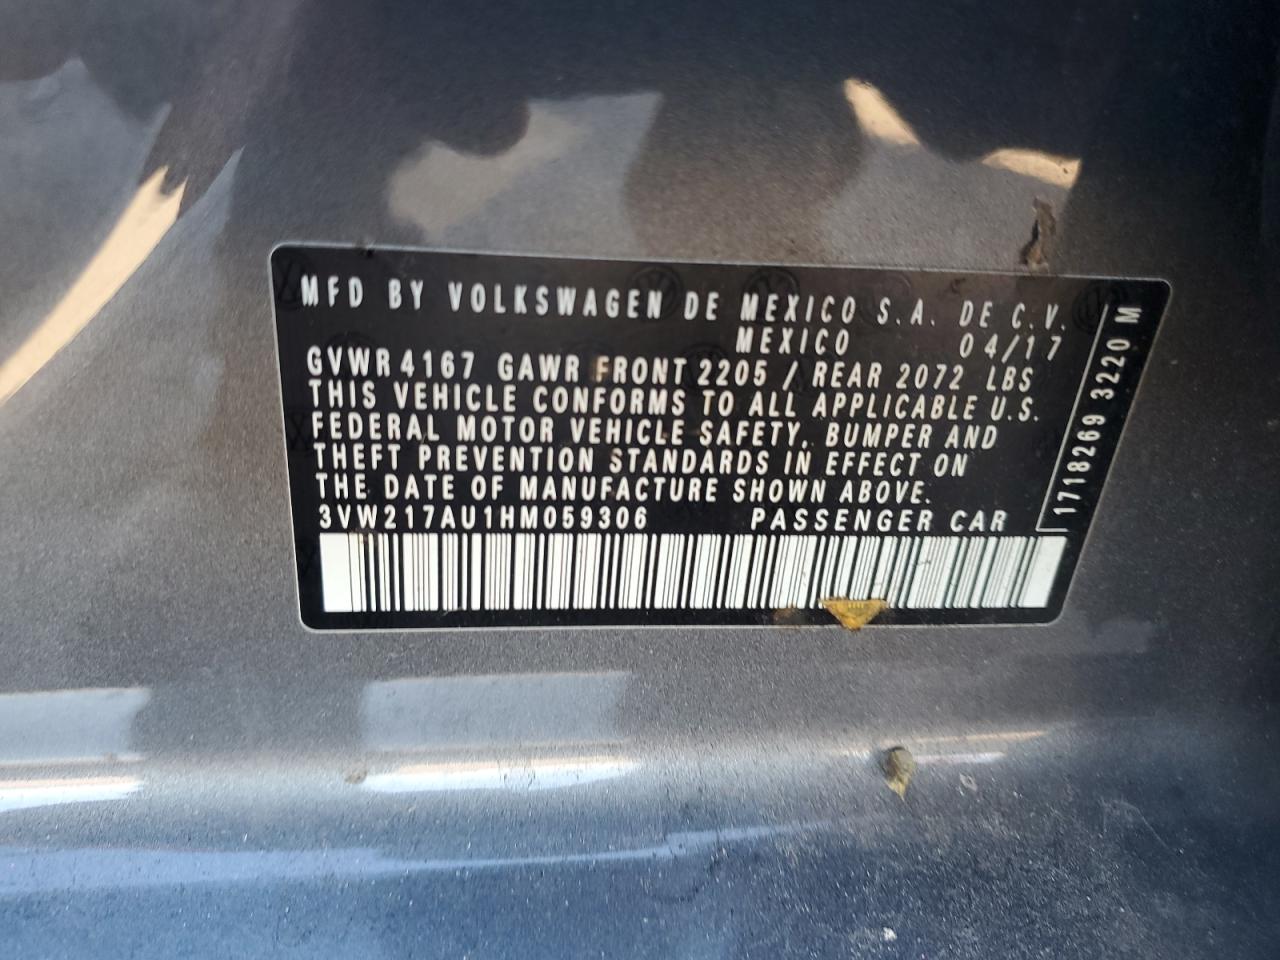 MFD BY VOLKSWAGEN DE MEXICO S.A. DE C.V.
MEXICO 04/17
GVWR 4167 GAWR FRONT 2205 / REAR 2072 LBS
THIS VEHICLE CONFORMS TO ALL APPLICABLE U.S.
FEDERAL MOTOR VEHICLE SAFETY, BUMPER AND
THEFT PREVENTION STANDARDS IN EFFECT ON
THE DATE OF MANUFACTURE SHOWN ABOVE.
3VW217AU1HM059306 PASSENGER CAR
1718269 3220 M